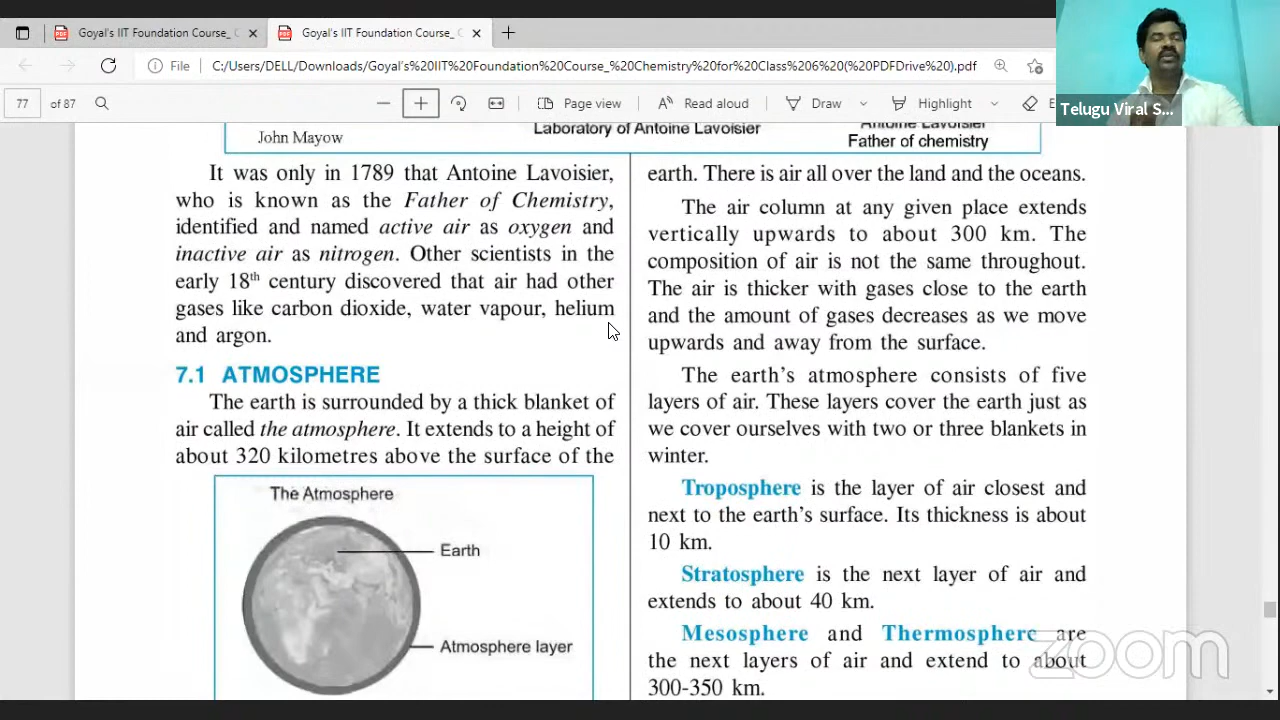 Goyal's IIT Foundation Course_ C
Goyal's IIT Foundation Course_ C
File
C:/Users/DELL/Downloads/Goyal's%20IIT%20Foundation%20Course_%20Chemistry%20for%20Class%206%20(%20PDFDrive%20).pdf
77 of 87
Page view
Read aloud
Draw
Highlight
E
Telugu Viral S...
John Mayow
Laboratory of Antoine Lavoisier
Antoine Lavoisier
Father of chemistry
It was only in 1789 that Antoine Lavoisier,
who is known as the Father of Chemistry,
identified and named active air as oxygen and
inactive air as nitrogen. Other scientists in the
early 18th century discovered that air had other
gases like carbon dioxide, water vapour, helium
and argon.
7.1 ATMOSPHERE
The earth is surrounded by a thick blanket of
air called the atmosphere. It extends to a height of
about 320 kilometres above the surface of the
The Atmosphere
Earth
Atmosphere layer
earth. There is air all over the land and the oceans.
The air column at any given place extends
vertically upwards to about 300 km. The
composition of air is not the same throughout.
The air is thicker with gases close to the earth
and the amount of gases decreases as we move
upwards and away from the surface.
The earth's atmosphere consists of five
layers of air. These layers cover the earth just as
we cover ourselves with two or three blankets in
winter.
Troposphere is the layer of air closest and
next to the earth's surface. Its thickness is about
10 km.
Stratosphere is the next layer of air and
extends to about 40 km.
Mesosphere and Thermosphere are
the next layers of air and extend to about
300-350 km.
zoom